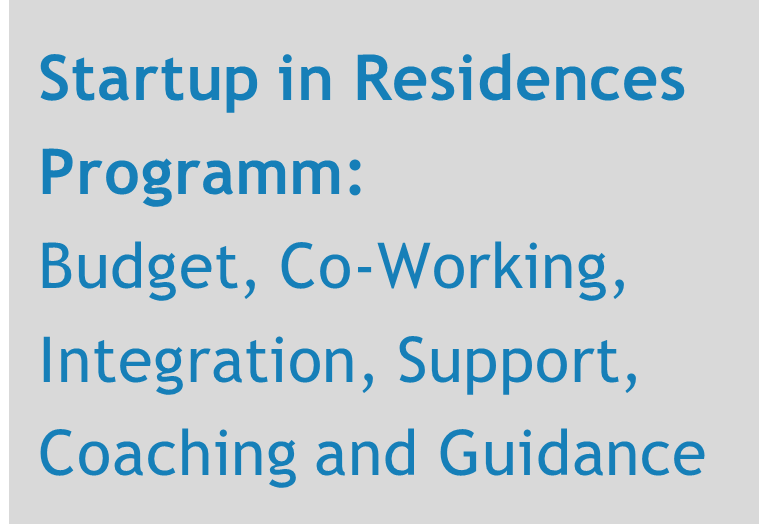 Startup in Residences
Programm:
Budget, Co-Working,
Integration, Support,
Coaching and Guidance